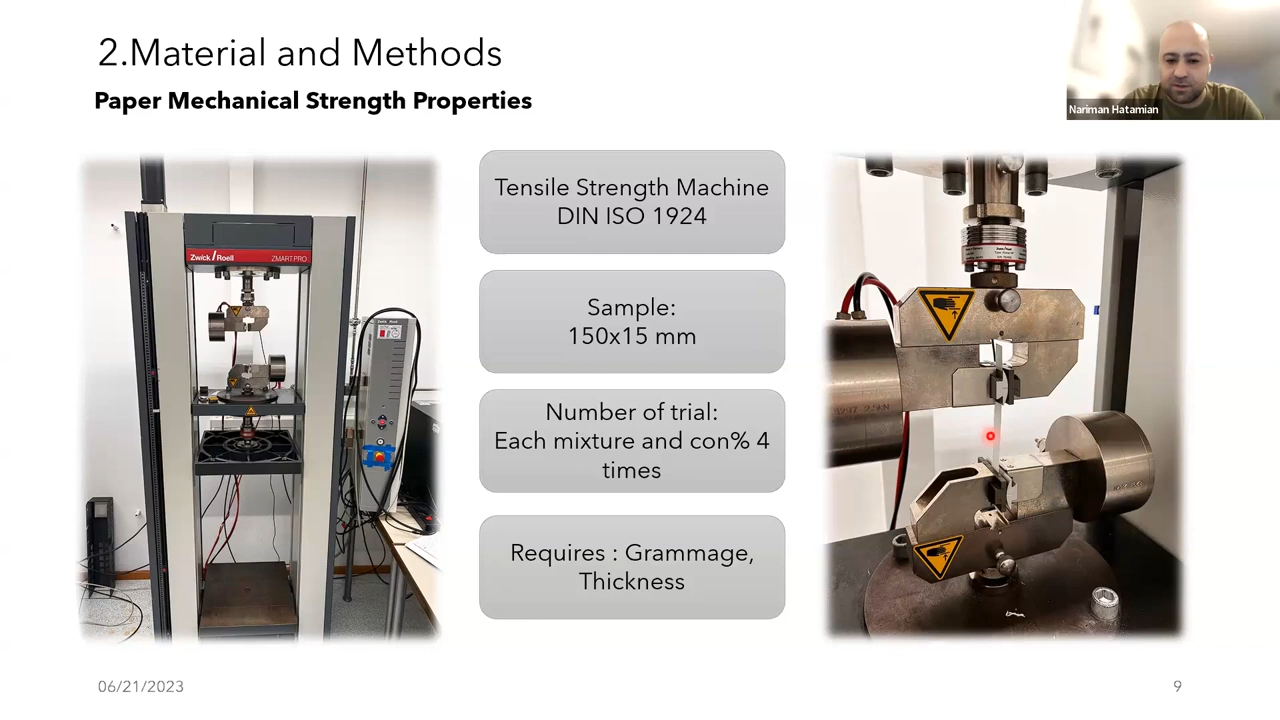 2.Material and Methods
Paper Mechanical Strength Properties
Nariman Hatamian
Zwick / Roell
ZMART.PRO
Tensile Strength Machine
DIN ISO 1924
Sample:
150x15 mm
Number of trial:
Each mixture and con% 4
times
Requires : Grammage,
Thickness
06/21/2023
9